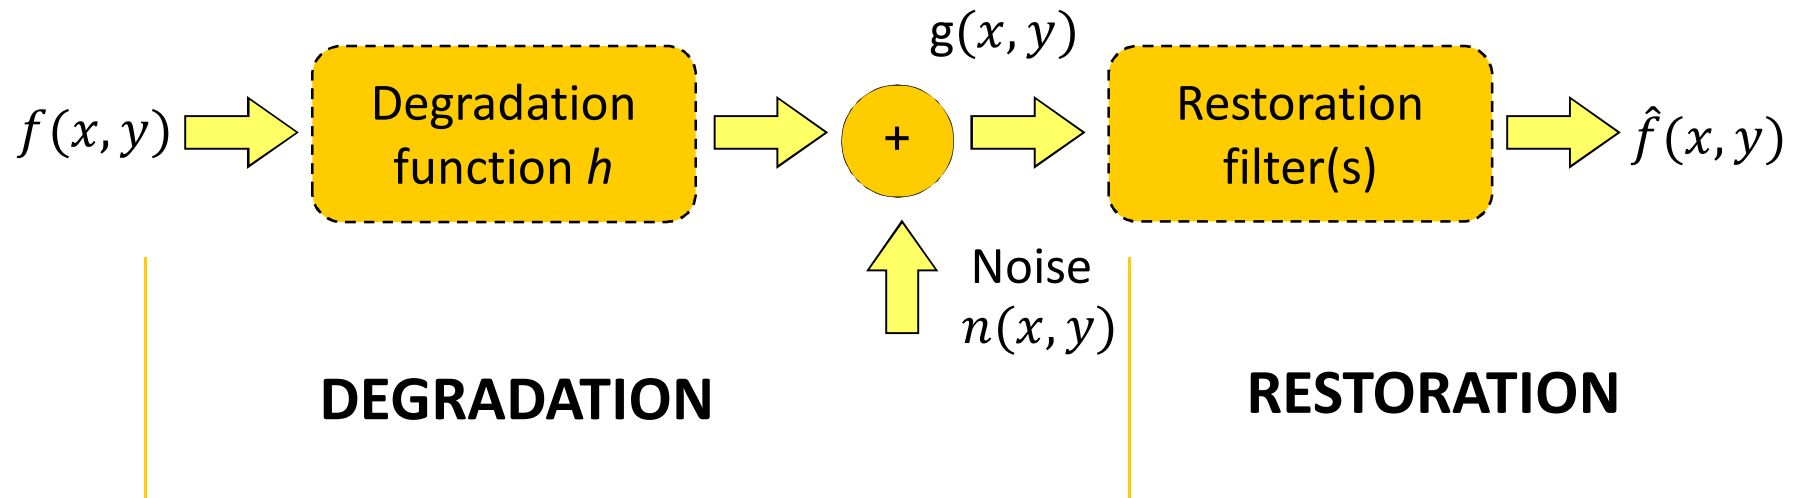 f(x, y)
Degradation
function h
+
g(x, y)
Noise
n(x, y)
Restoration
filter(s)
f̂(x, y)
DEGRADATION
RESTORATION